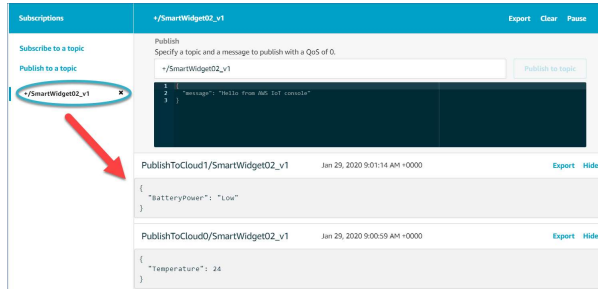 Subscriptions
+/SmartWidget02_v1
Export Clear Pause
Subscribe to a topic
Publish to a topic
+/SmartWidget02_v1 ×
Publish
Specify a topic and a message to publish with a QoS of 0.
+/SmartWidget02_v1
Publish to topic
1 {
2 "message": "Hello from AWS IoT console"
3 }
PublishToCloud1/SmartWidget02_v1 Jan 29, 2020 9:01:14 AM +0000 Export Hide
{
"BatteryPower": "Low"
}
PublishToCloud0/SmartWidget02_v1 Jan 29, 2020 9:00:59 AM +0000 Export Hide
{
"Temperature": 24
}